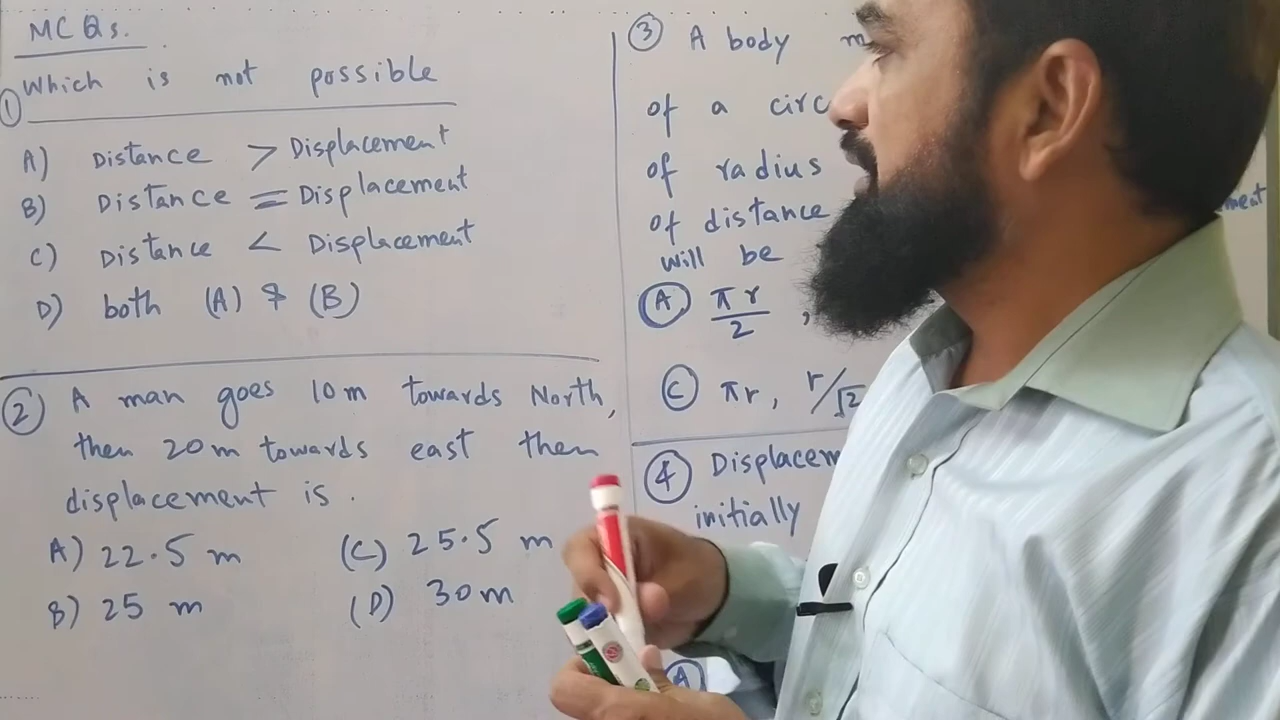 MCQs.
① Which is not possible
A) Distance > Displacement
B) Distance = Displacement
C) Distance < Displacement
D) both (A) & (B)
② A man goes 10m towards North,
then 20m towards east then
displacement is.
A) 22.5 m (C) 25.5 m
B) 25 m (D) 30m
③ A body
of a circ
of radius
of distance
will be
Ⓐ πr/2 ,
Ⓒ πr, r/√2
④ Displacem
initially
Ⓐ